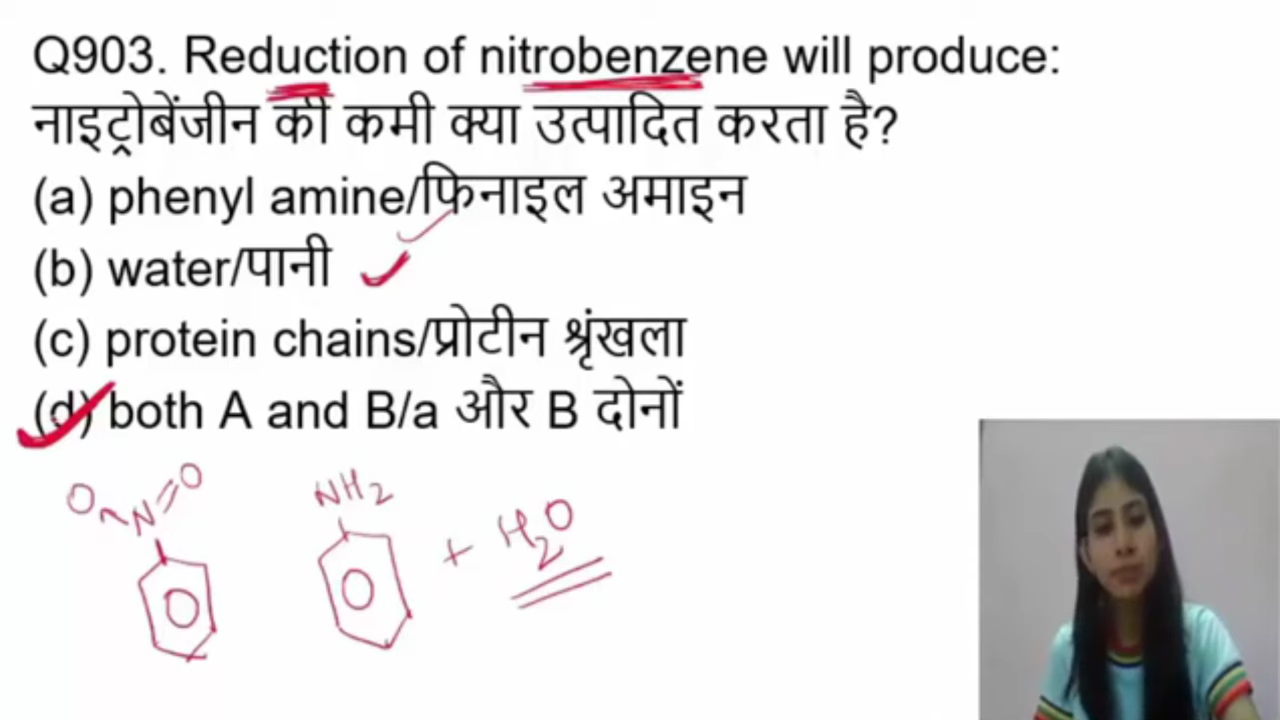 Q903. Reduction of nitrobenzene will produce:
नाइट्रोबेंजीन की कमी क्या उत्पादित करता है?
(a) phenyl amine/फिनाइल अमाइन
(b) water/पानी
(c) protein chains/प्रोटीन श्रृंखला
(d) both A and B/a और B दोनों
O N=O NH2 + H2O